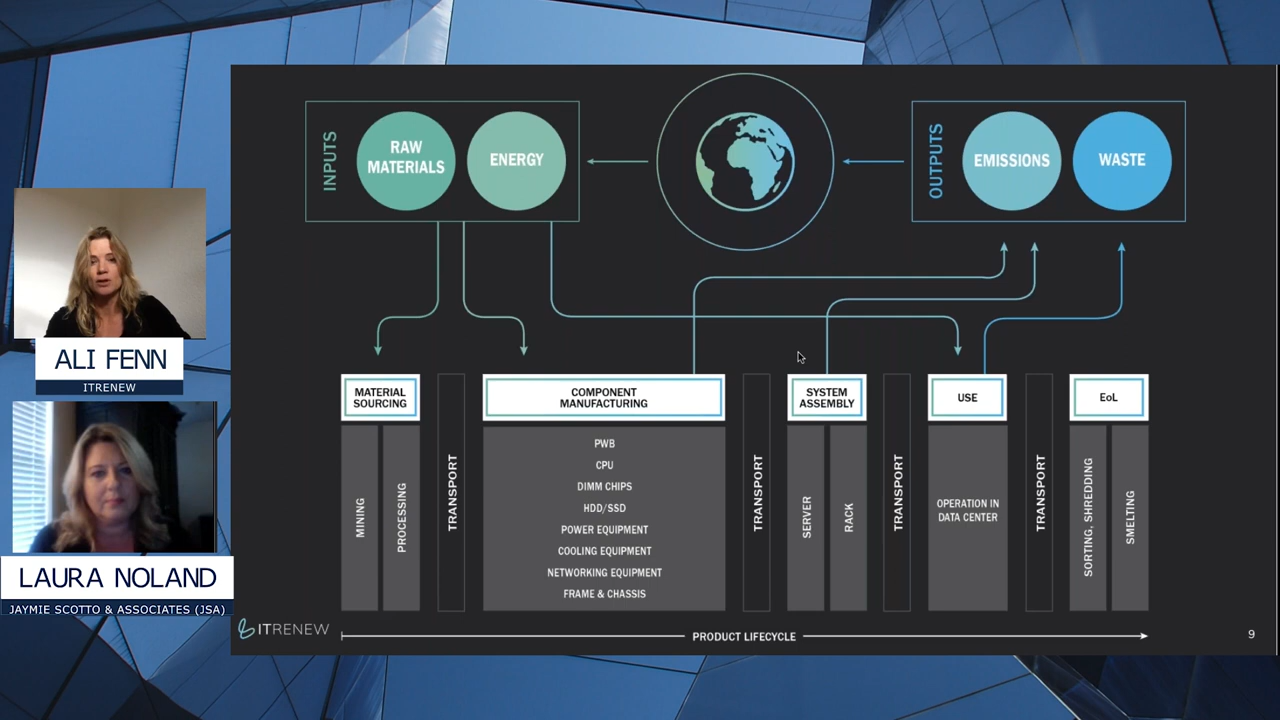 INPUTS
RAW
MATERIALS
ENERGY
OUTPUTS
EMISSIONS
WASTE
ALI FENN
ITRENEW
LAURA NOLAND
JAYMIE SCOTTO & ASSOCIATES (JSA)
MATERIAL
SOURCING
MINING
PROCESSING
TRANSPORT
COMPONENT
MANUFACTURING
PWB
CPU
DIMM CHIPS
HDD/SSD
POWER EQUIPMENT
COOLING EQUIPMENT
NETWORKING EQUIPMENT
FRAME & CHASSIS
TRANSPORT
SYSTEM
ASSEMBLY
SERVER
RACK
TRANSPORT
USE
OPERATION IN
DATA CENTER
TRANSPORT
EoL
SORTING, SHREDDING
SMELTING
ITRENEW
PRODUCT LIFECYCLE
9